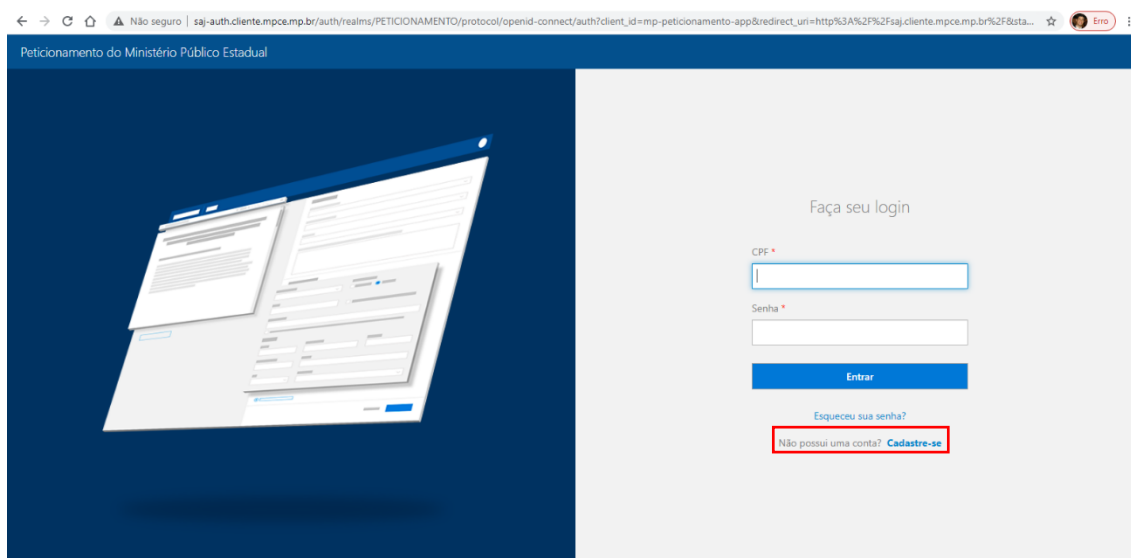 Não seguro | saj-auth.cliente.mpce.mp.br/auth/realms/PETICIONAMENTO/protocol/openid-connect/auth?client_id=mp-peticionamento-app&redirect_uri=http%3A%2F%2Fsaj.cliente.mpce.mp.br%2F&sta... Erro
Peticionamento do Ministério Público Estadual
Faça seu login
CPF *
Senha *
Entrar
Esqueceu sua senha?
Não possui uma conta? Cadastre-se